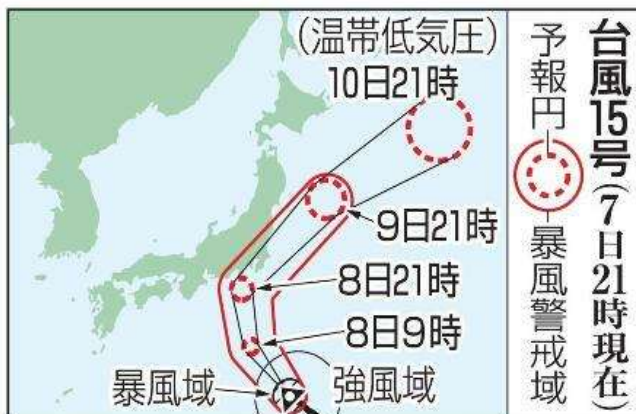 台風15号(7日21時現在)
予報円
暴風警戒域
(温帯低気圧)
10日21時
9日21時
8日21時
8日9時
暴風域
強風域